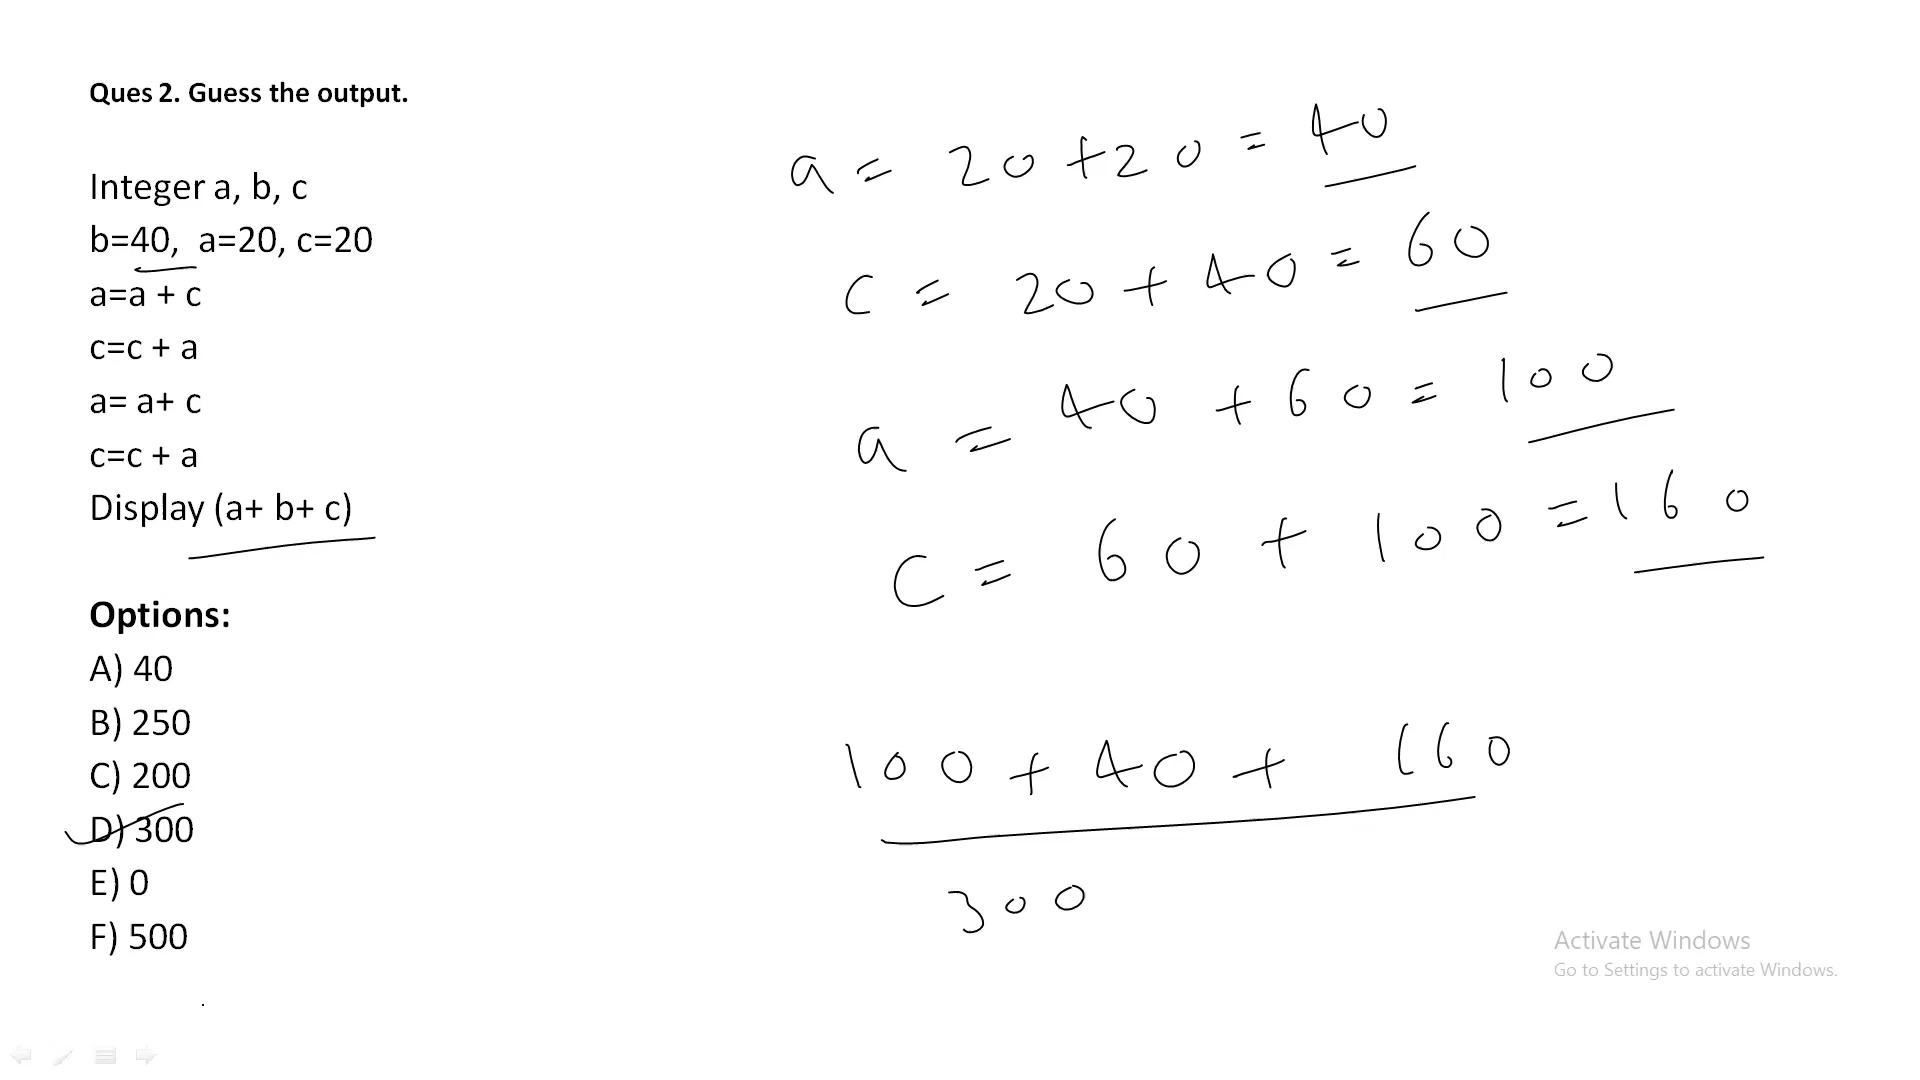 Ques 2. Guess the output.
Integer a, b, c
b=40, a=20, c=20
a=a + c
c=c + a
a= a+ c
c=c + a
Display (a+ b+ c)
Options:
A) 40
B) 250
C) 200
D) 300
E) 0
F) 500
a = 20 +20 = 40
c = 20 + 40 = 60
a = 40 + 60 = 100
c = 60 + 100 = 160
100 + 40 + 160
300
Activate Windows
Go to Settings to activate Windows.